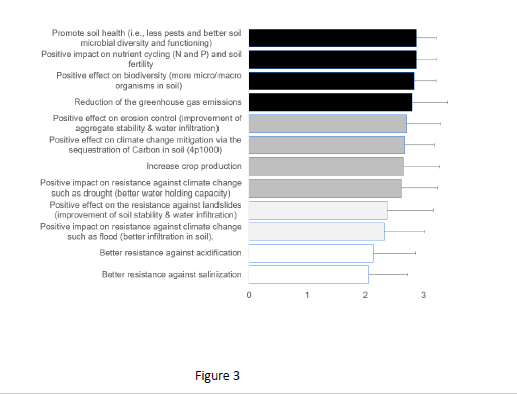 Promote soil health (i.e., less pests and better soil
microbial diversity and functioning)
Positive impact on nutrient cycling (N and P) and soil
fertility
Positive effect on biodiversity (more micro/macro
organisms in soil)
Reduction of the greenhouse gas emissions
Positive effect on erosion control (improvement of
aggregate stability & water infiltration)
Positive effect on climate change mitigation via the
sequestration of Carbon in soil (4p1000)
Increase crop production
Positive impact on resistance against climate change
such as drought (better water holding capacity)
Positive effect on the resistance against landslides
(improvement of soil stability & water infiltration)
Positive impact on resistance against climate change
such as flood (better infiltration in soil).
Better resistance against acidification
Better resistance against salinization
0 1 2 3
Figure 3